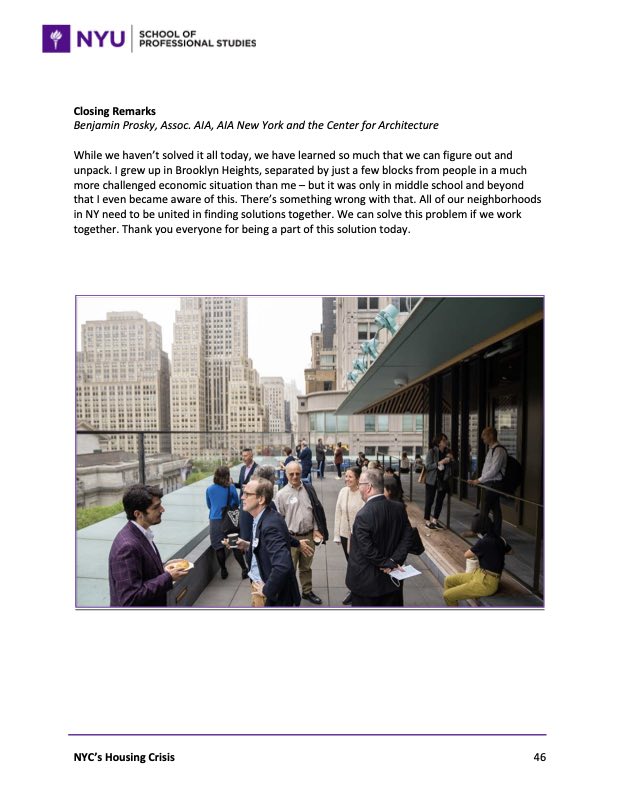 NYU
SCHOOL OF
PROFESSIONAL STUDIES
Closing Remarks
Benjamin Prosky, Assoc. AIA, AIA New York and the Center for Architecture
While we haven’t solved it all today, we have learned so much that we can figure out and
unpack. I grew up in Brooklyn Heights, separated by just a few blocks from people in a much
more challenged economic situation than me – but it was only in middle school and beyond
that I even became aware of this. There’s something wrong with that. All of our neighborhoods
in NY need to be united in finding solutions together. We can solve this problem if we work
together. Thank you everyone for being a part of this solution today.
NYC’s Housing Crisis
46